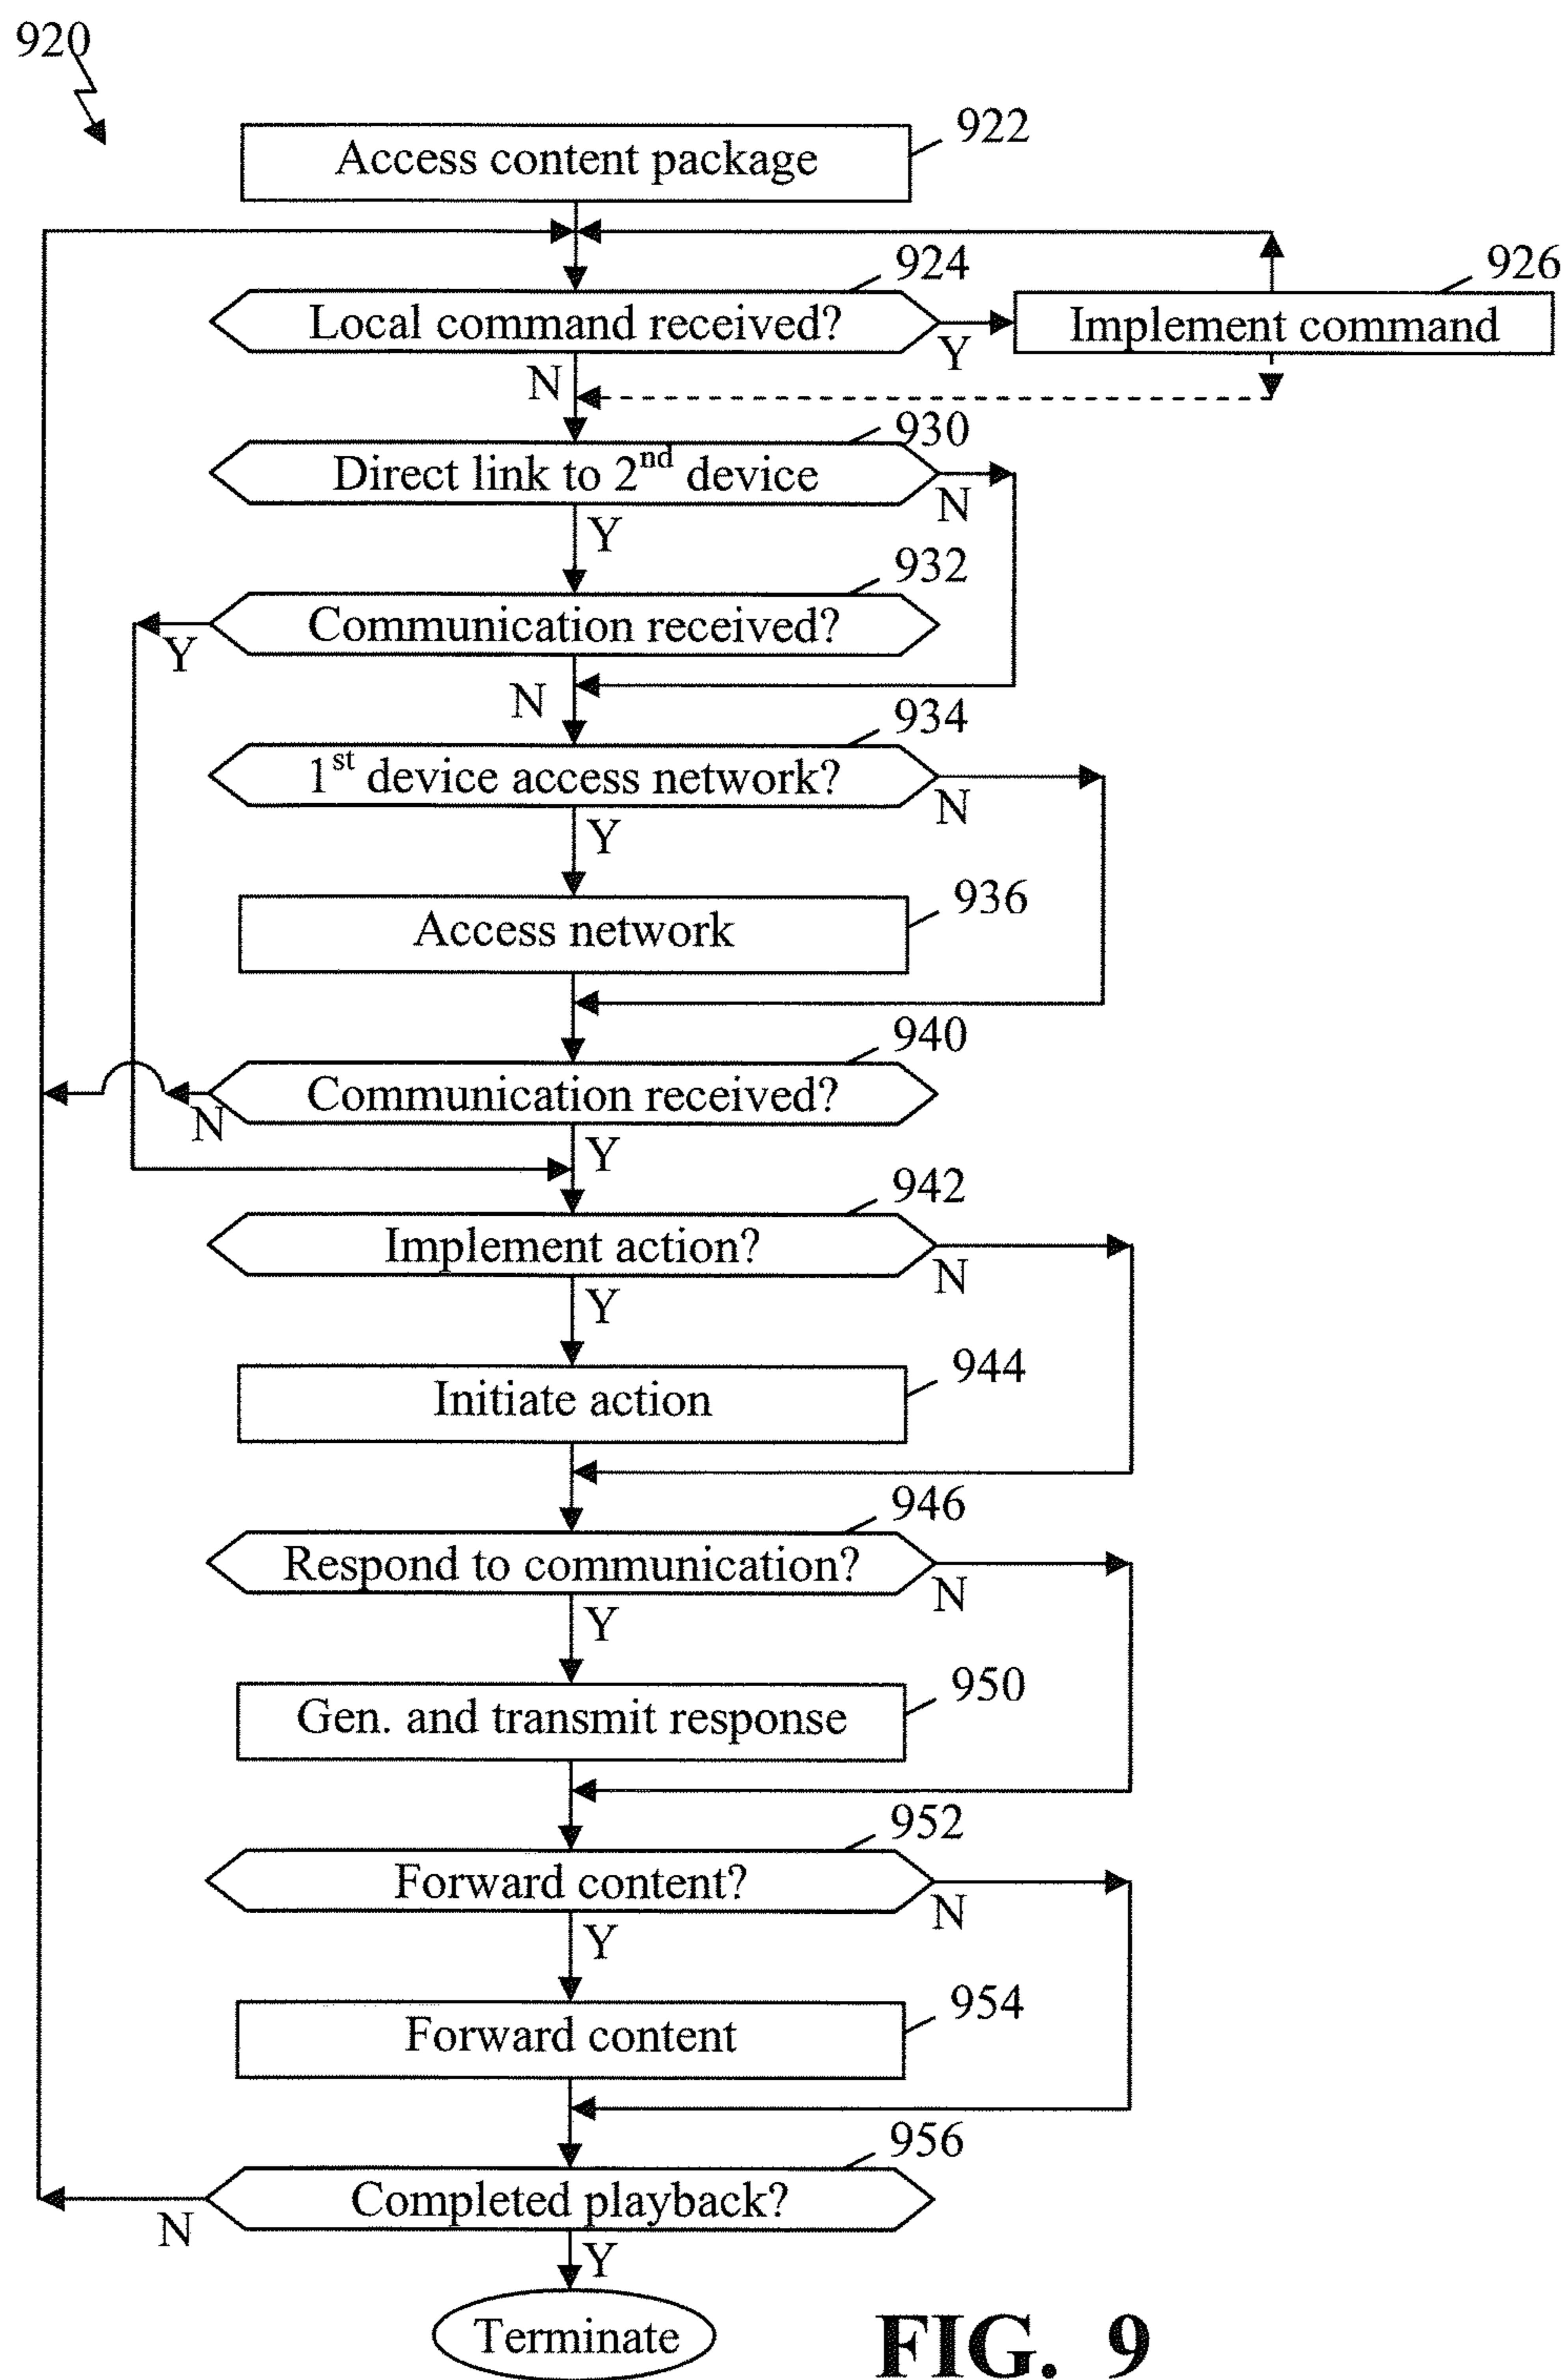 920
922
Access content package
924
926
Local command received?
Y
Implement command
N
930
Direct link to 2nd device
N
Y
932
Communication received?
Y
N
934
1st device access network?
N
Y
936
Access network
940
Communication received?
N
Y
942
Implement action?
N
Y
944
Initiate action
946
Respond to communication?
N
Y
950
Gen. and transmit response
952
Forward content?
N
Y
954
Forward content
956
Completed playback?
N
Y
Terminate
FIG. 9